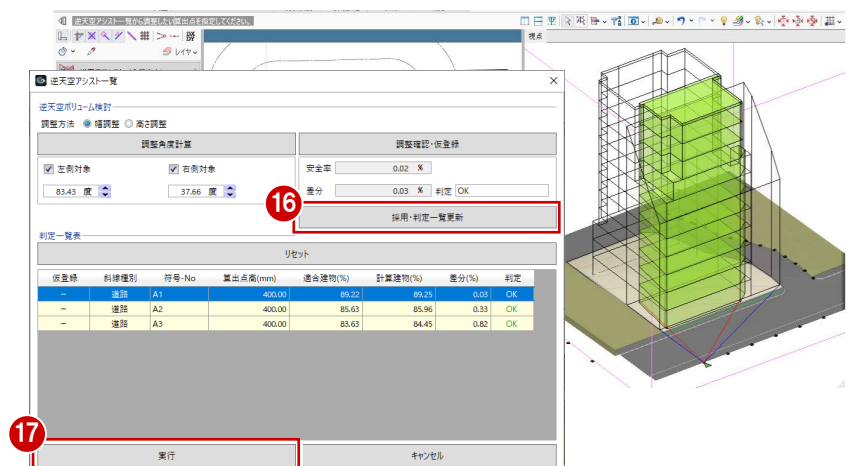 逆天空アシスト一覧から調整したい算出点を指定してください。
レイヤ
視点
逆天空アシスト一覧
逆天空ボリューム検討
調整方法 幅調整 高さ調整
調整角度計算
調整確認・仮登録
左側対象 右側対象
83.43 度 37.66 度
安全率 0.02 %
差分 0.03 % 判定 OK
16
採用・判定一覧更新
判定一覧表
リセット
仮登録 斜線種別 符号-No 算出点高(mm) 適合建物(%) 計算建物(%) 差分(%) 判定
− 道路 A1 400.00 89.22 89.25 0.03 OK
− 道路 A2 400.00 85.63 85.96 0.33 OK
− 道路 A3 400.00 83.63 84.45 0.82 OK
17
実行
キャンセル